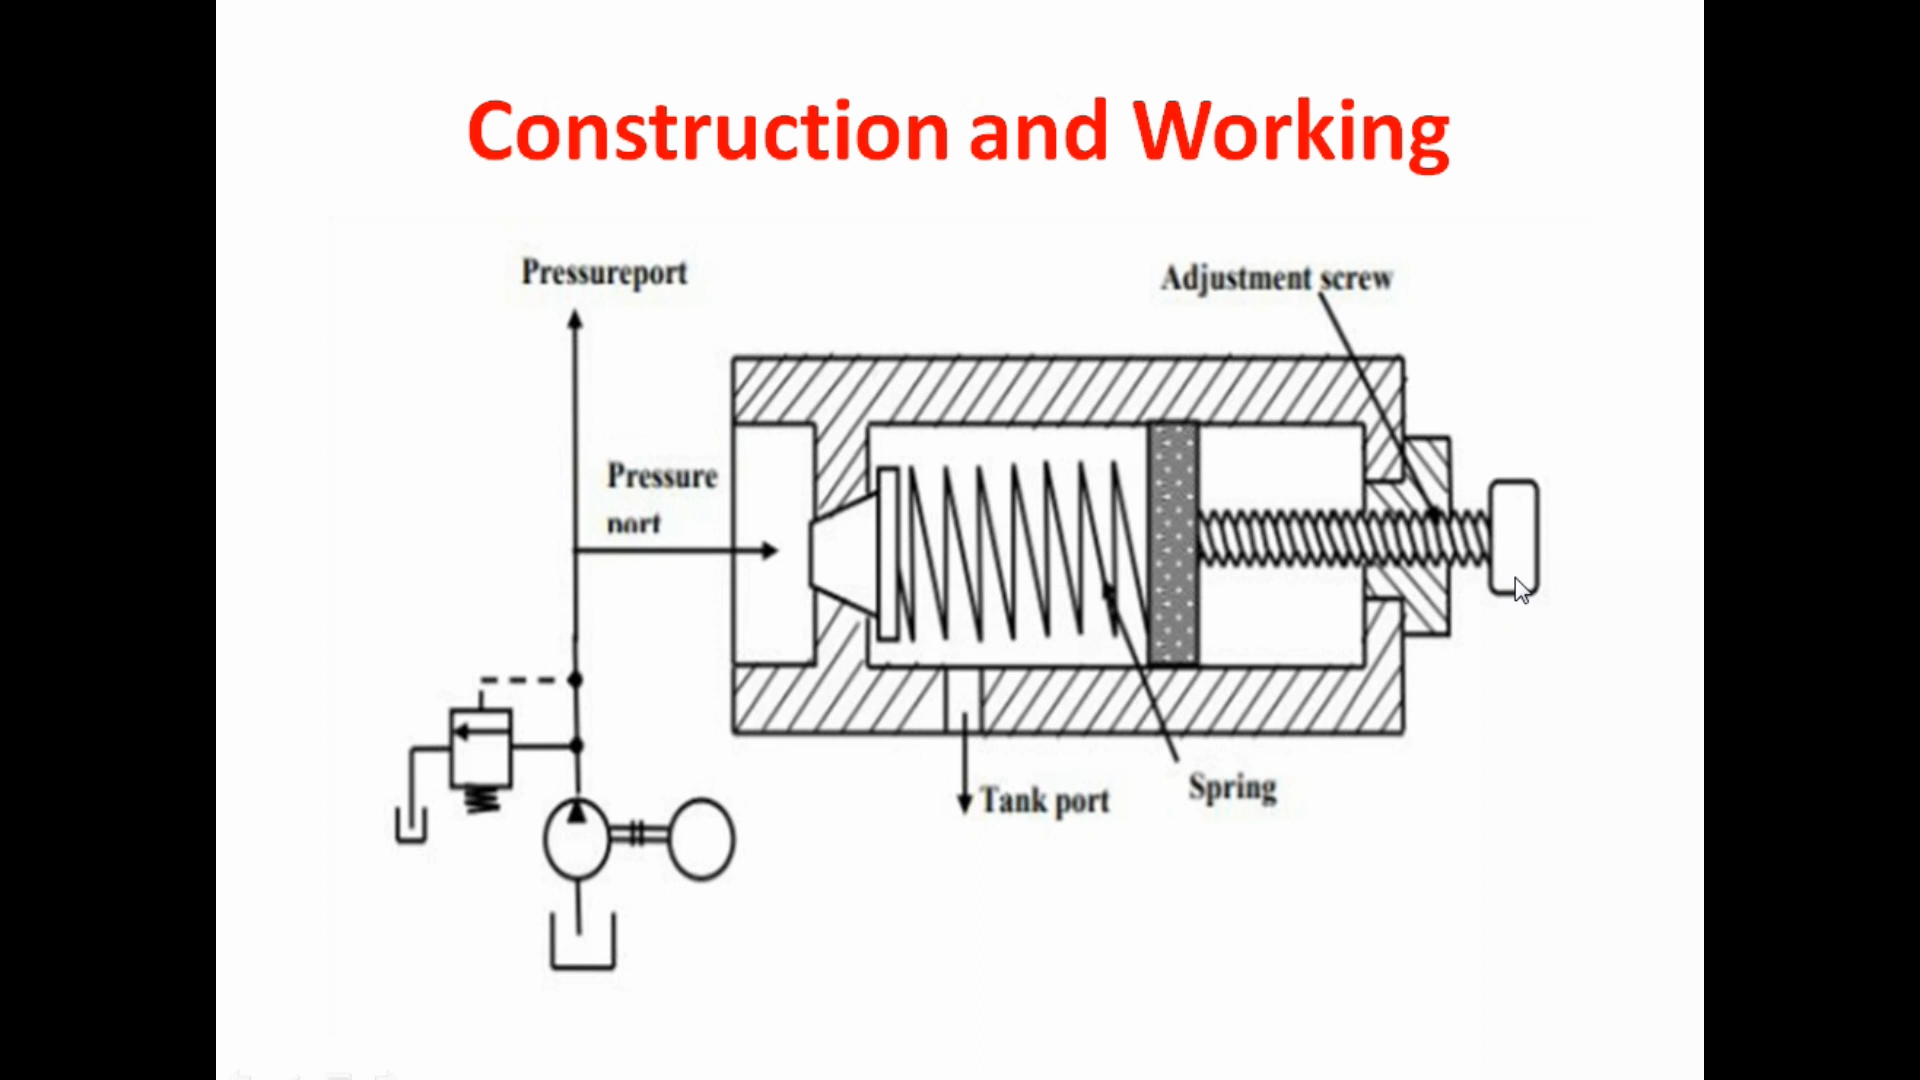 Construction and Working
Pressureport
Adjustment screw
Pressure
port
Tank port
Spring